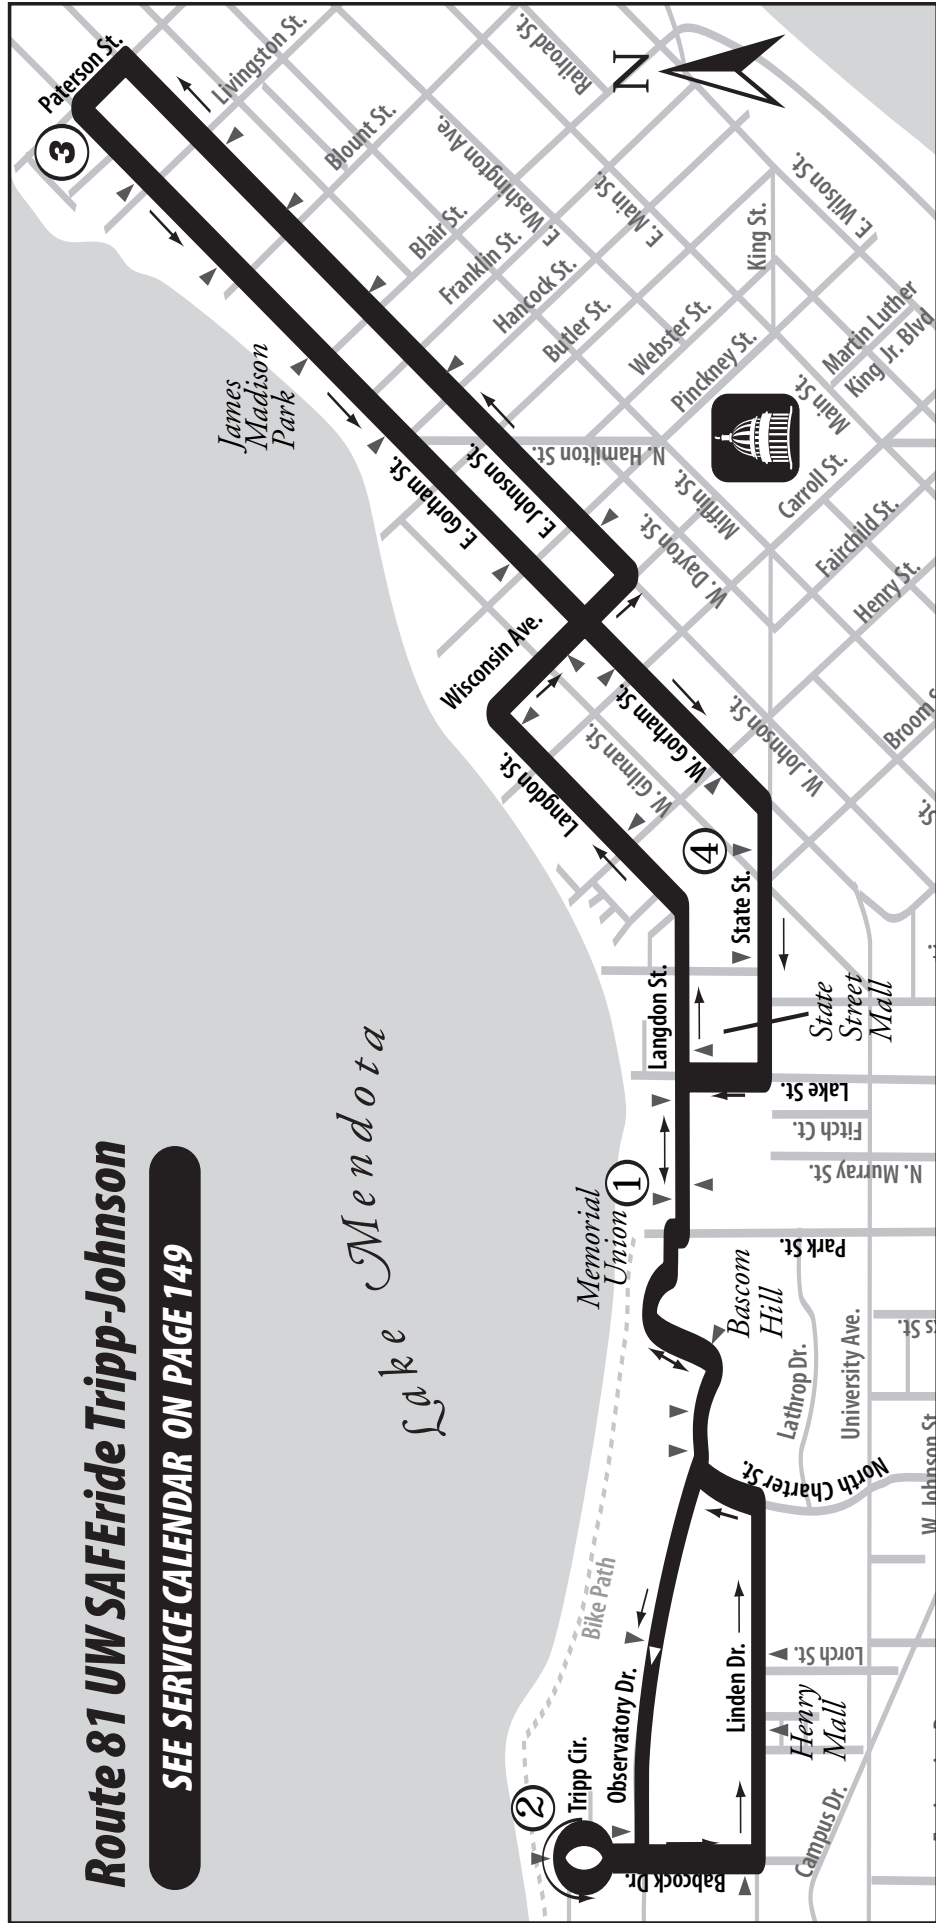 Route 81 UW SAFEride Tripp-Johnson
SEE SERVICE CALENDAR ON PAGE 149
Lake Mendota
James
Madison
Park
Memorial
Union
Bascom
Hill
State
Street
Mall
Henry
Mall
1
2
3
4
N
Tripp Cir.
Observatory Dr.
Babcock Dr.
Linden Dr.
Bike Path
Campus Dr.
Lorch St.
North Charter St.
Lathrop Dr.
University Ave.
W. Johnson St.
Park St.
N. Murray St.
Fitch Ct.
Lake St.
Langdon St.
State St.
Langdon St.
W. Gilman St.
W. Gorham St.
W. Johnson St.
Wisconsin Ave.
W. Dayton St.
Mifflin St.
N. Hamilton St.
E. Gorham St.
E. Johnson St.
Broom S
Henry St.
Fairchild St.
Carroll St.
Main St.
Martin Luther
King Jr. Blvd
Pinckney St.
Webster St.
King St.
Butler St.
Hancock St.
Franklin St.
Blair St.
E. Wilson St.
E. Main St.
E. Washington Ave.
Blount St.
Railroad St.
Livingston St.
Paterson St.
St.